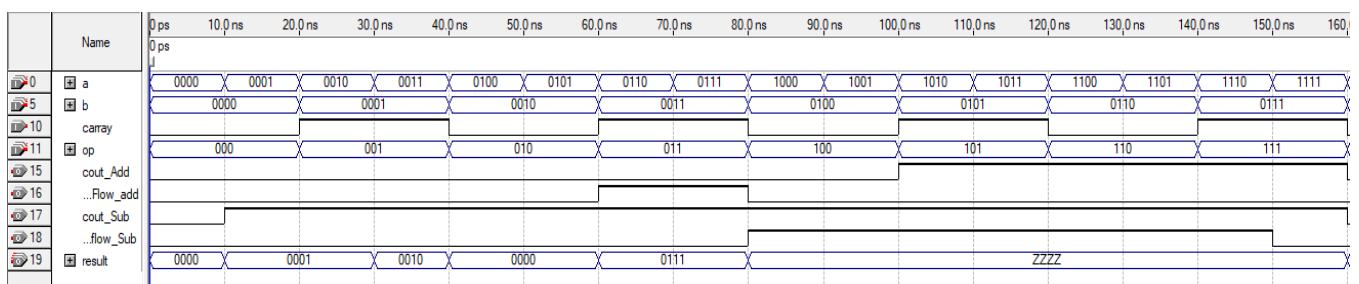 Name
0 ps 10.0 ns 20.0 ns 30.0 ns 40.0 ns 50.0 ns 60.0 ns 70.0 ns 80.0 ns 90.0 ns 100.0 ns 110.0 ns 120.0 ns 130.0 ns 140.0 ns 150.0 ns 160.
0 ps
0 a 0000 0001 0010 0011 0100 0101 0110 0111 1000 1001 1010 1011 1100 1101 1110 1111
5 b 0000 0001 0010 0011 0100 0101 0110 0111
10 carray
11 op 000 001 010 011 100 101 110 111
15 cout_Add
16 ...Flow_add
17 cout_Sub
18 ...flow_Sub
19 result 0000 0001 0010 0000 0111 ZZZZ